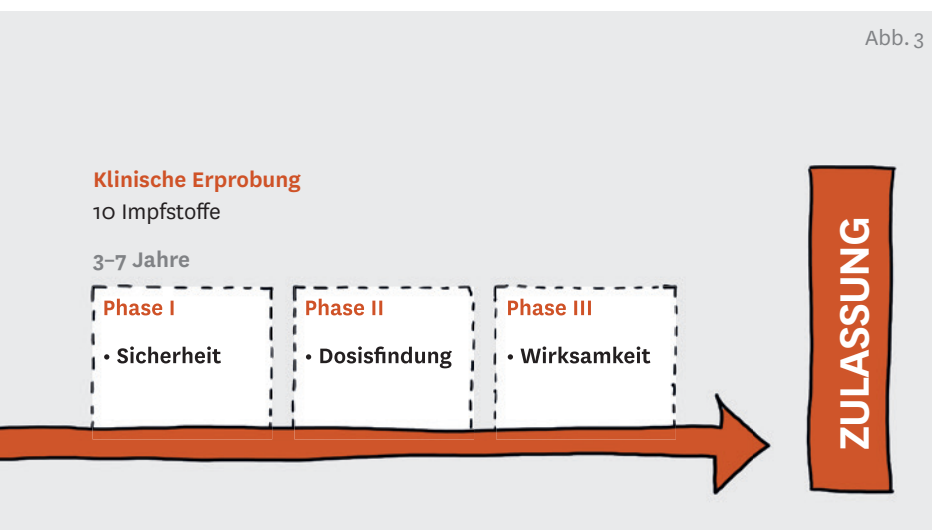 Abb. 3
Klinische Erprobung
10 Impfstoffe
3–7 Jahre
Phase I
• Sicherheit
Phase II
• Dosisfindung
Phase III
• Wirksamkeit
ZULASSUNG